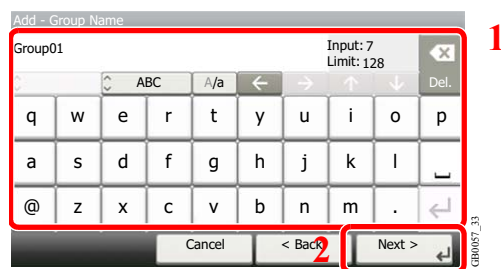 Add - Group Name
1
Group01
Input: 7
Limit: 128
ABC A/a Del.
q w e r t y u i o p
a s d f g h j k l
@ z x c v b n m .
Cancel < Back 2 Next >
GB0057_33